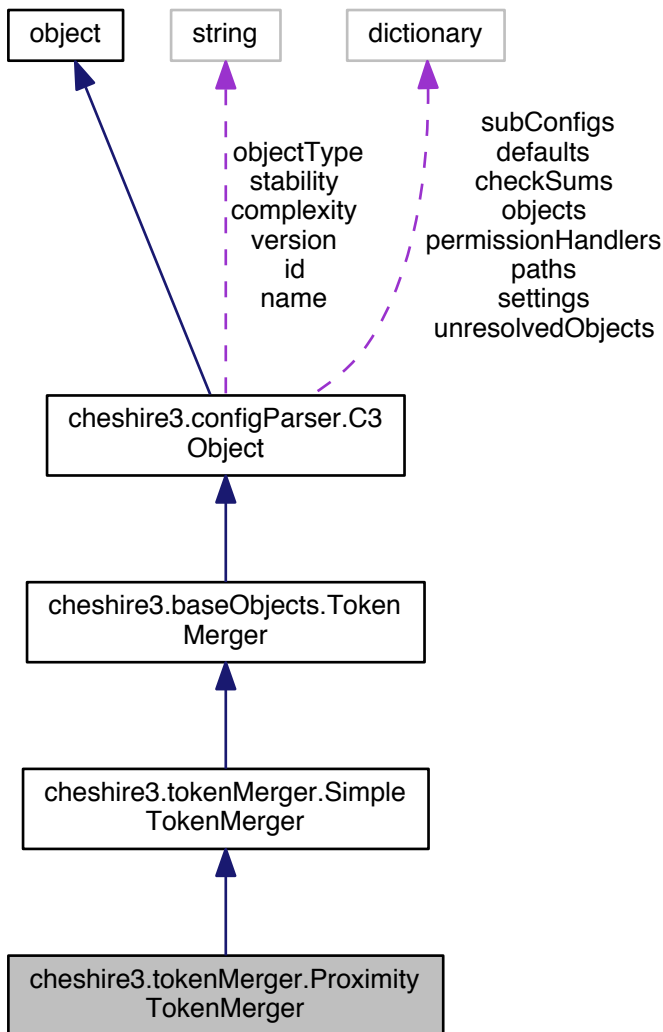 object
string
dictionary
objectType
stability
complexity
version
id
name
subConfigs
defaults
checkSums
objects
permissionHandlers
paths
settings
unresolvedObjects
cheshire3.configParser.C3
Object
cheshire3.baseObjects.Token
Merger
cheshire3.tokenMerger.Simple
TokenMerger
cheshire3.tokenMerger.Proximity
TokenMerger